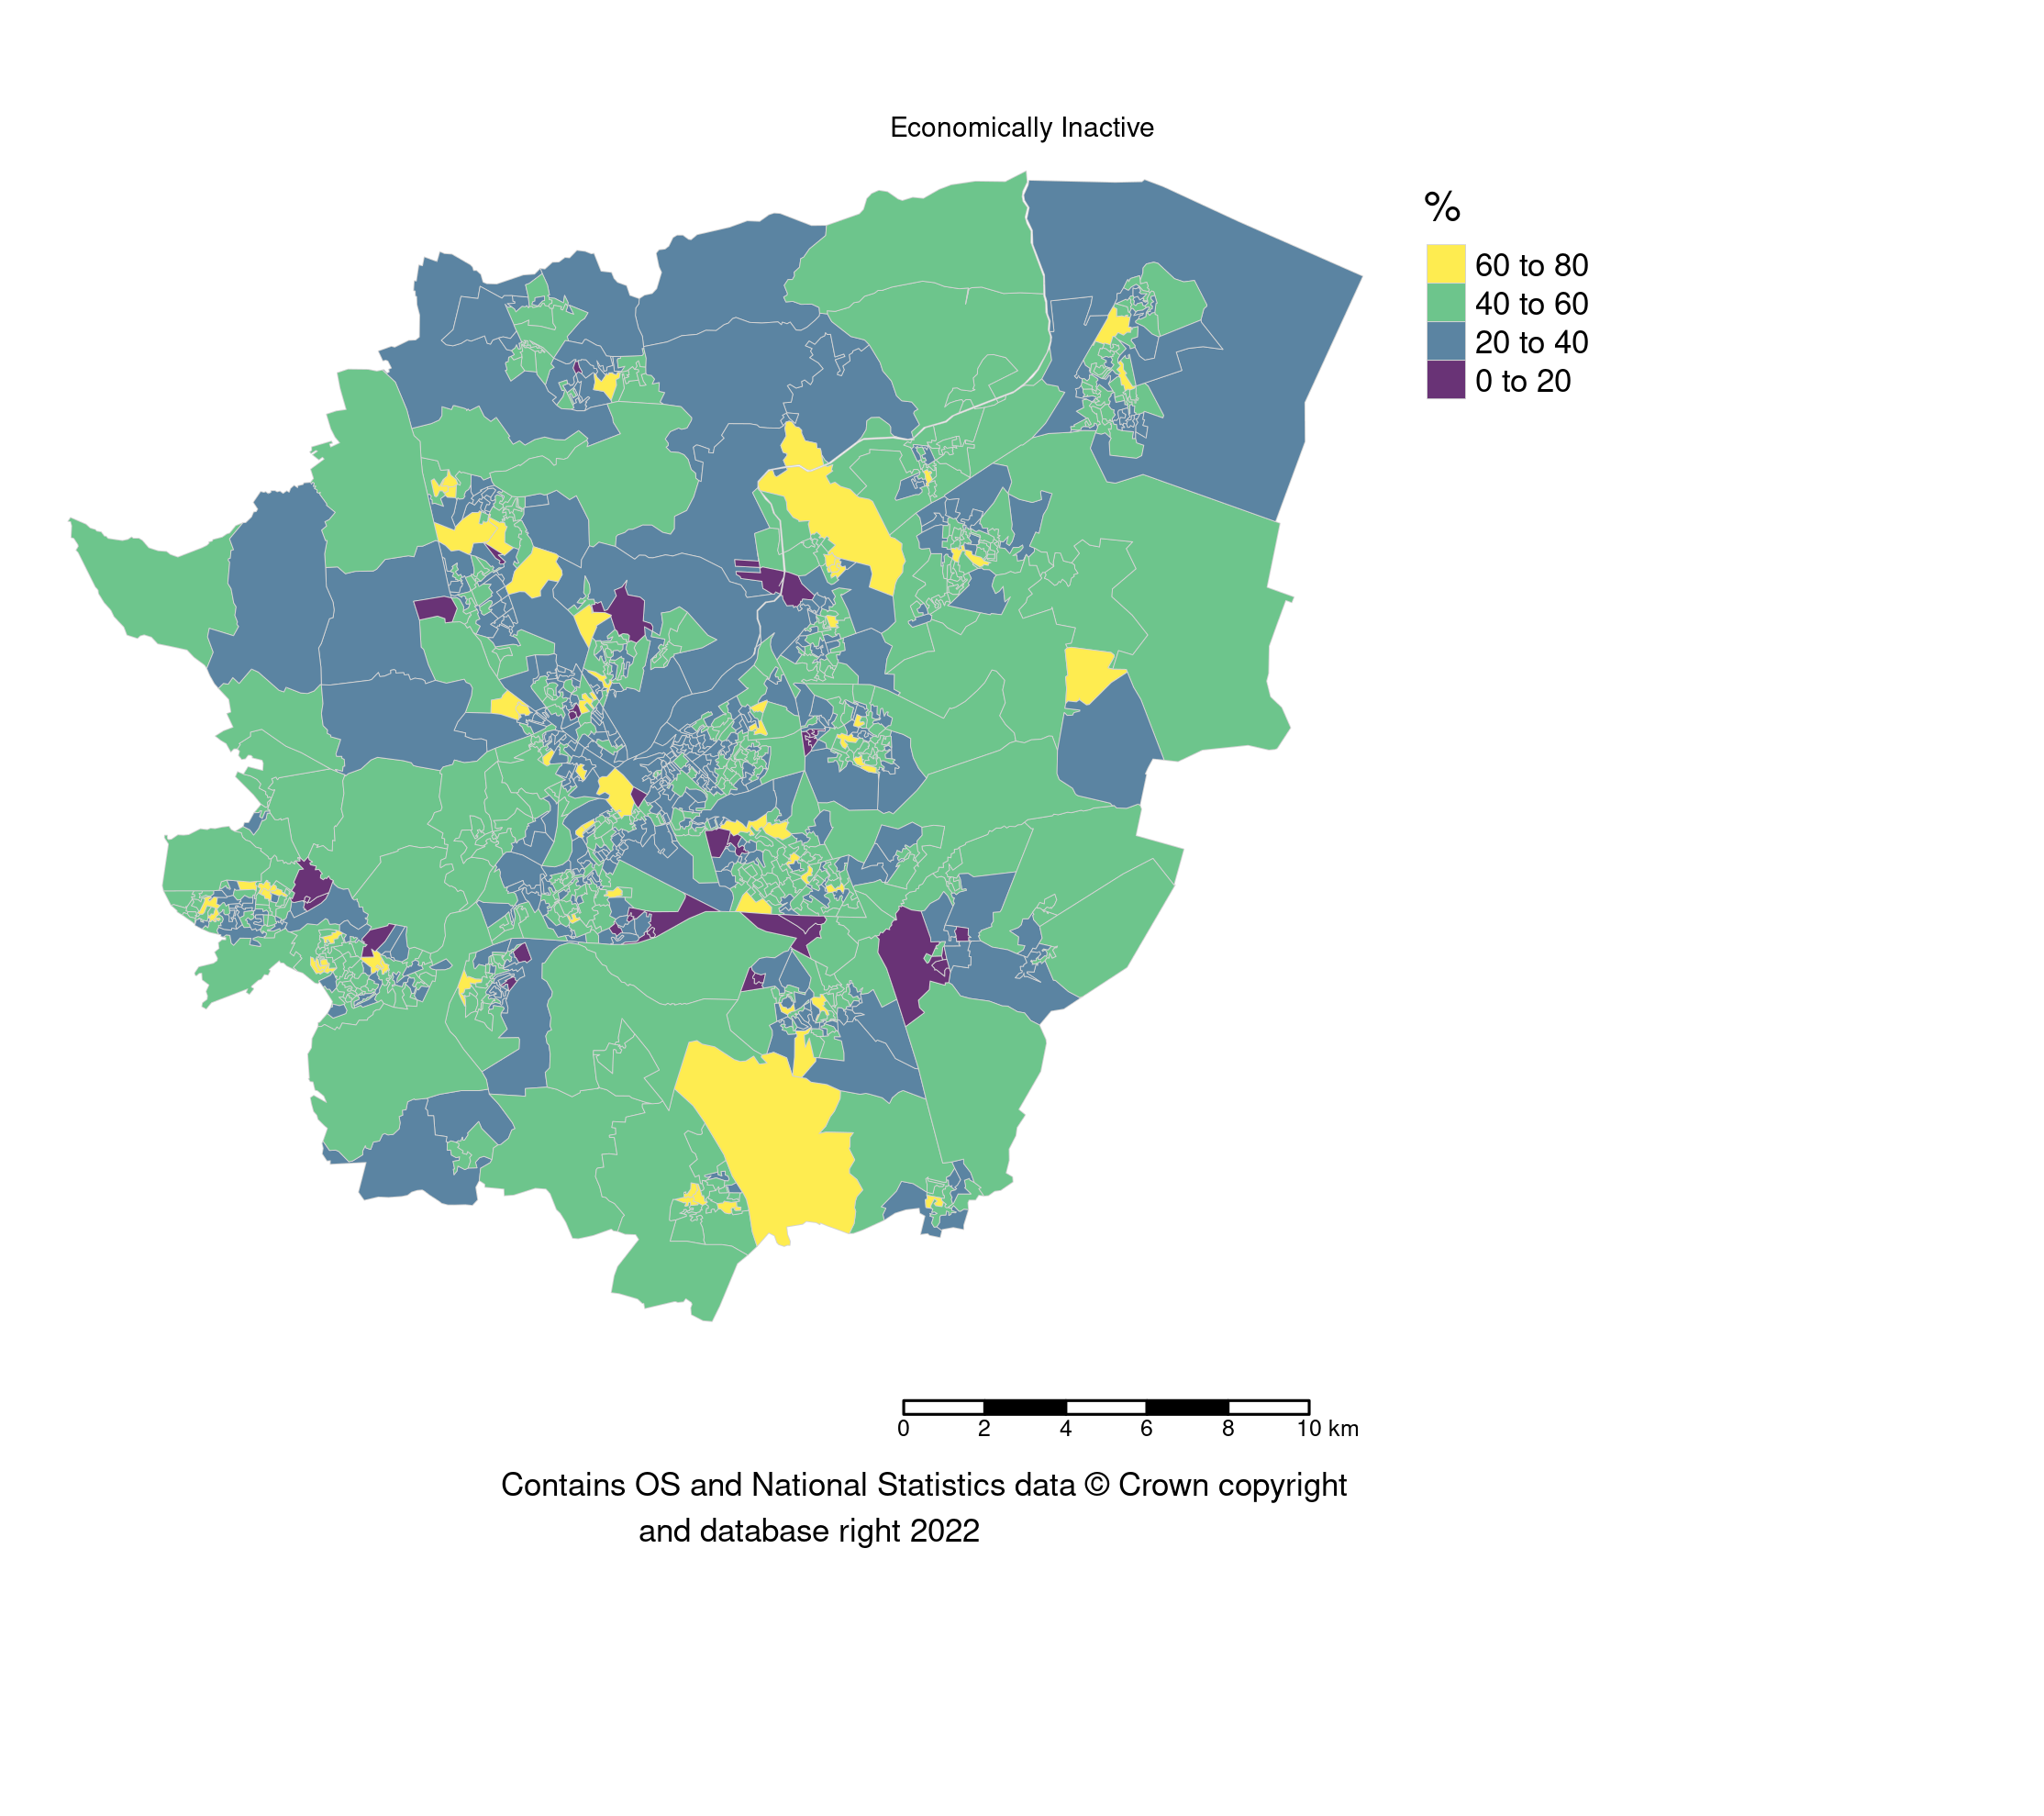 Economically Inactive
%
60 to 80
40 to 60
20 to 40
0 to 20
0 2 4 6 8 10 km
Contains OS and National Statistics data © Crown copyright
and database right 2022